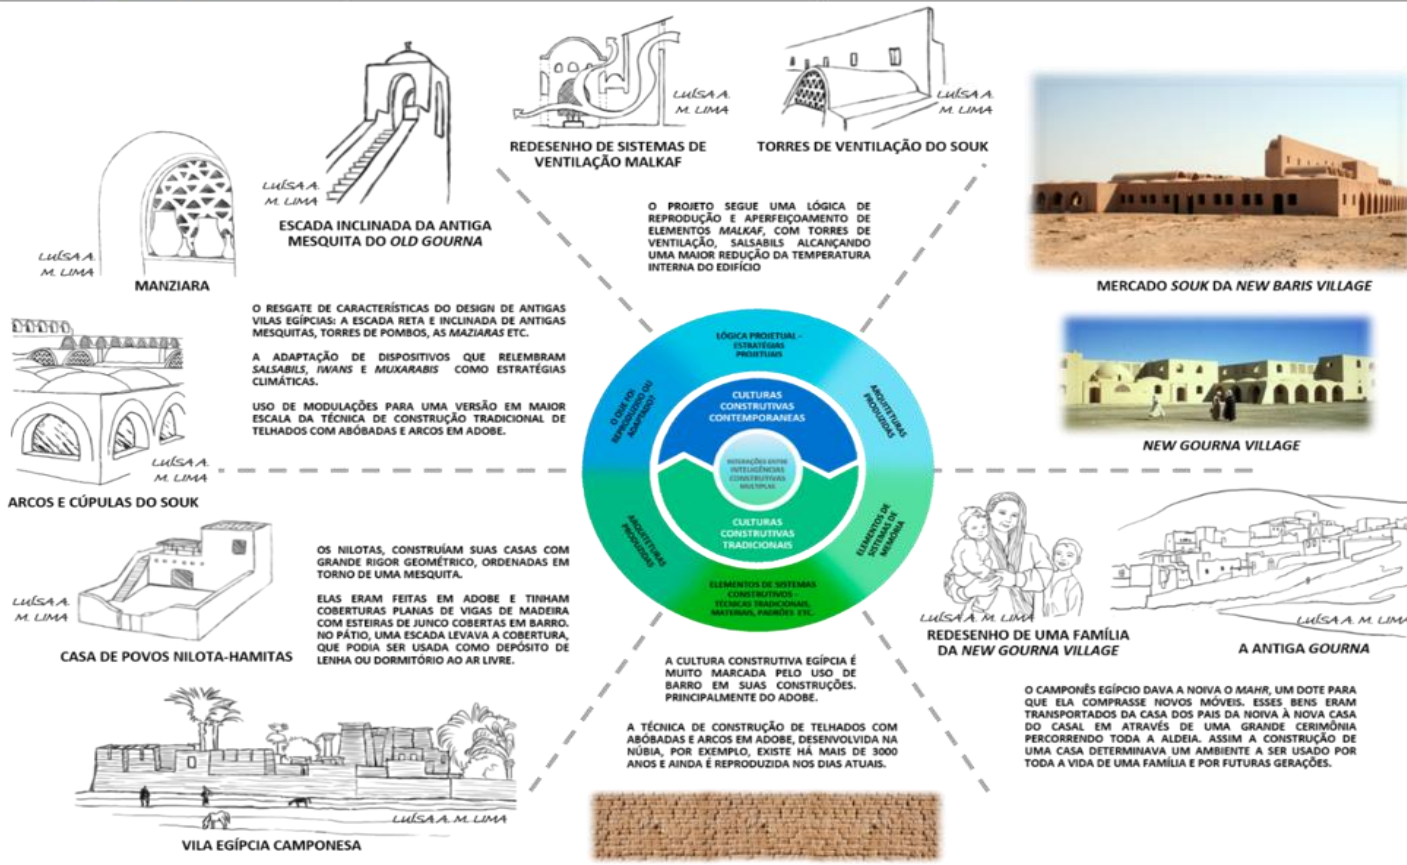 LUÍSA A.
M. LIMA
REDESENHO DE SISTEMAS DE
VENTILAÇÃO MALKAF
LUÍSA A.
M. LIMA
TORRES DE VENTILAÇÃO DO SOUK
LUÍSA A.
M. LIMA
ESCADA INCLINADA DA ANTIGA
MESQUITA DO OLD GOURNA
LUÍSA A.
M. LIMA
MANZIARA
O PROJETO SEGUE UMA LÓGICA DE
REPRODUÇÃO E APERFEIÇOAMENTO DE
ELEMENTOS MALKAF, COM TORRES DE
VENTILAÇÃO, SALSABILS ALCANÇANDO
UMA MAIOR REDUÇÃO DA TEMPERATURA
INTERNA DO EDIFÍCIO
MERCADO SOUK DA NEW BARIS VILLAGE
NEW GOURNA VILLAGE
O RESGATE DE CARACTERÍSTICAS DO DESIGN DE ANTIGAS
VILAS EGÍPCIAS: A ESCADA RETA E INCLINADA DE ANTIGAS
MESQUITAS, TORRES DE POMBOS, AS MAZIARAS ETC.
A ADAPTAÇÃO DE DISPOSITIVOS QUE RELEMBRAM
SALSABILS, IWANS E MUXARABIS COMO ESTRATÉGIAS
CLIMÁTICAS.
USO DE MODULAÇÕES PARA UMA VERSÃO EM MAIOR
ESCALA DA TÉCNICA DE CONSTRUÇÃO TRADICIONAL DE
TELHADOS COM ABÓBADAS E ARCOS EM ADOBE.
LUÍSA A.
M. LIMA
ARCOS E CÚPULAS DO SOUK
LÓGICA PROJETUAL -
ESTRATÉGIAS
PROJETUAIS
O QUE FOI
REPRODUZIDO OU
ADAPTADO?
ARQUITETURAS
PRODUZIDAS
CULTURAS
CONSTRUTIVAS
CONTEMPORANEAS
INTERAÇÕES ENTRE
INTELIGÊNCIAS
CONSTRUTIVAS
MULTIPLAS
CULTURAS
CONSTRUTIVAS
TRADICIONAIS
ARQUITETURAS
PRODUZIDAS
ELEMENTOS DE
SISTEMAS DE
MEMÓRIA
ELEMENTOS DE SISTEMAS
CONSTRUTIVOS -
TÉCNICAS TRADICIONAIS,
MATERIAIS, PADRÕES ETC.
LUÍSA A.
M. LIMA
CASA DE POVOS NILOTA-HAMITAS
OS NILOTAS, CONSTRUÍAM SUAS CASAS COM
GRANDE RIGOR GEOMÉTRICO, ORDENADAS EM
TORNO DE UMA MESQUITA.
ELAS ERAM FEITAS EM ADOBE E TINHAM
COBERTURAS PLANAS DE VIGAS DE MADEIRA
COM ESTEIRAS DE JUNCO COBERTAS EM BARRO.
NO PÁTIO, UMA ESCADA LEVAVA A COBERTURA,
QUE PODIA SER USADA COMO DEPÓSITO DE
LENHA OU DORMITÓRIO AO AR LIVRE.
LUÍSA A. M. LIMA
REDESENHO DE UMA FAMÍLIA
DA NEW GOURNA VILLAGE
LUÍSA A. M. LIMA
A ANTIGA GOURNA
A CULTURA CONSTRUTIVA EGÍPCIA É
MUITO MARCADA PELO USO DE
BARRO EM SUAS CONSTRUÇÕES.
PRINCIPALMENTE DO ADOBE.
A TÉCNICA DE CONSTRUÇÃO DE TELHADOS COM
ABÓBADAS E ARCOS EM ADOBE, DESENVOLVIDA NA
NÚBIA, POR EXEMPLO, EXISTE HÁ MAIS DE 3000
ANOS E AINDA É REPRODUZIDA NOS DIAS ATUAIS.
O CAMPONÊS EGÍPCIO DAVA A NOIVA O MAHR, UM DOTE PARA
QUE ELA COMPRASSE NOVOS MÓVEIS. ESSES BENS ERAM
TRANSPORTADOS DA CASA DOS PAIS DA NOIVA À NOVA CASA
DO CASAL EM ATRAVÉS DE UMA GRANDE CERIMÔNIA
PERCORRENDO TODA A ALDEIA. ASSIM A CONSTRUÇÃO DE
UMA CASA DETERMINAVA UM AMBIENTE A SER USADO POR
TODA A VIDA DE UMA FAMÍLIA E POR FUTURAS GERAÇÕES.
LUÍSA A. M. LIMA
VILA EGÍPCIA CAMPONESA